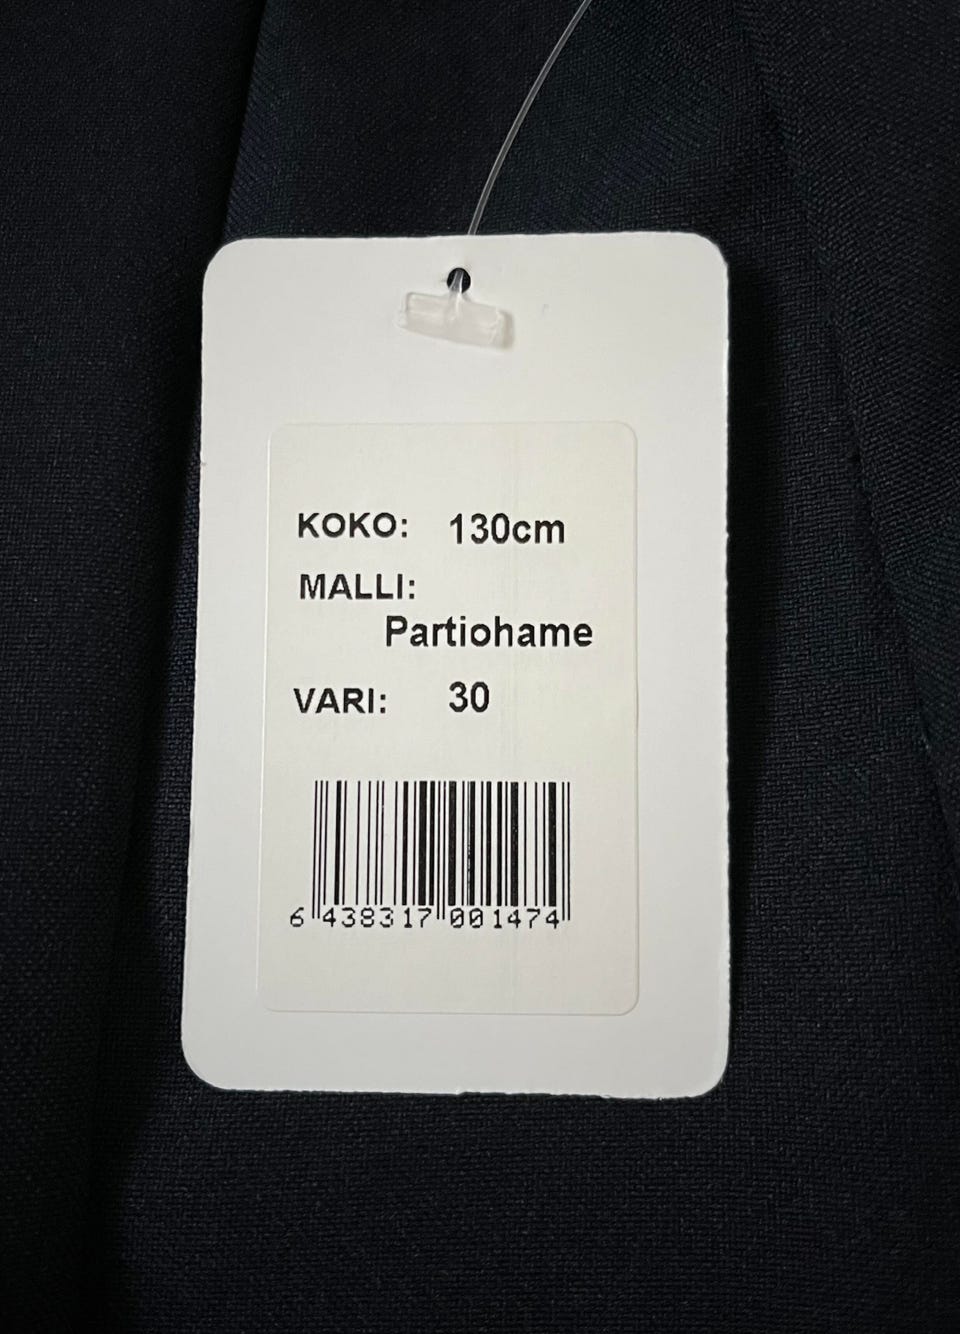 KOKO: 130cm
MALLI:
Partiohame
VARI: 30
6 438317 001474